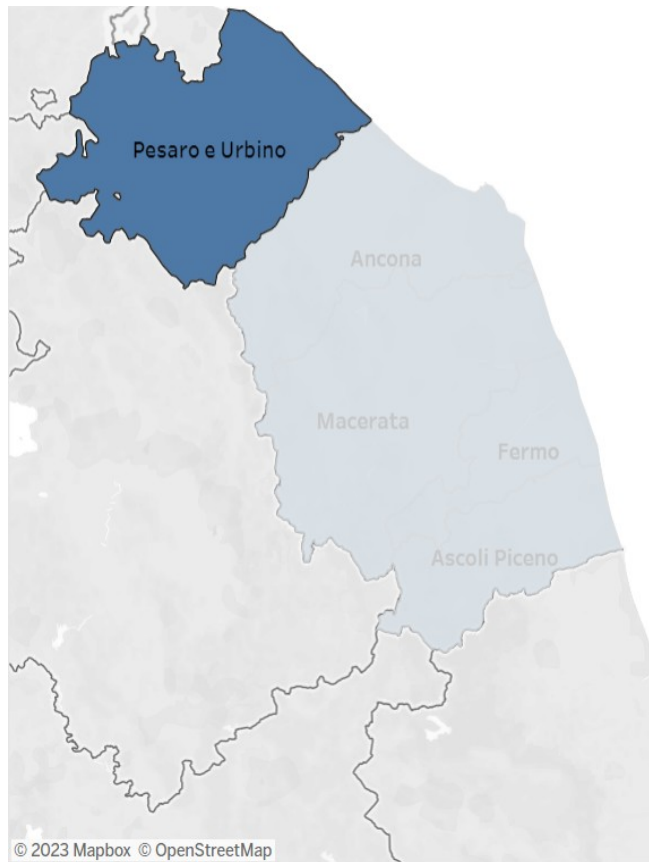 Pesaro e Urbino
Ancona
Macerata
Fermo
Ascoli Piceno
© 2023 Mapbox © OpenStreetMap